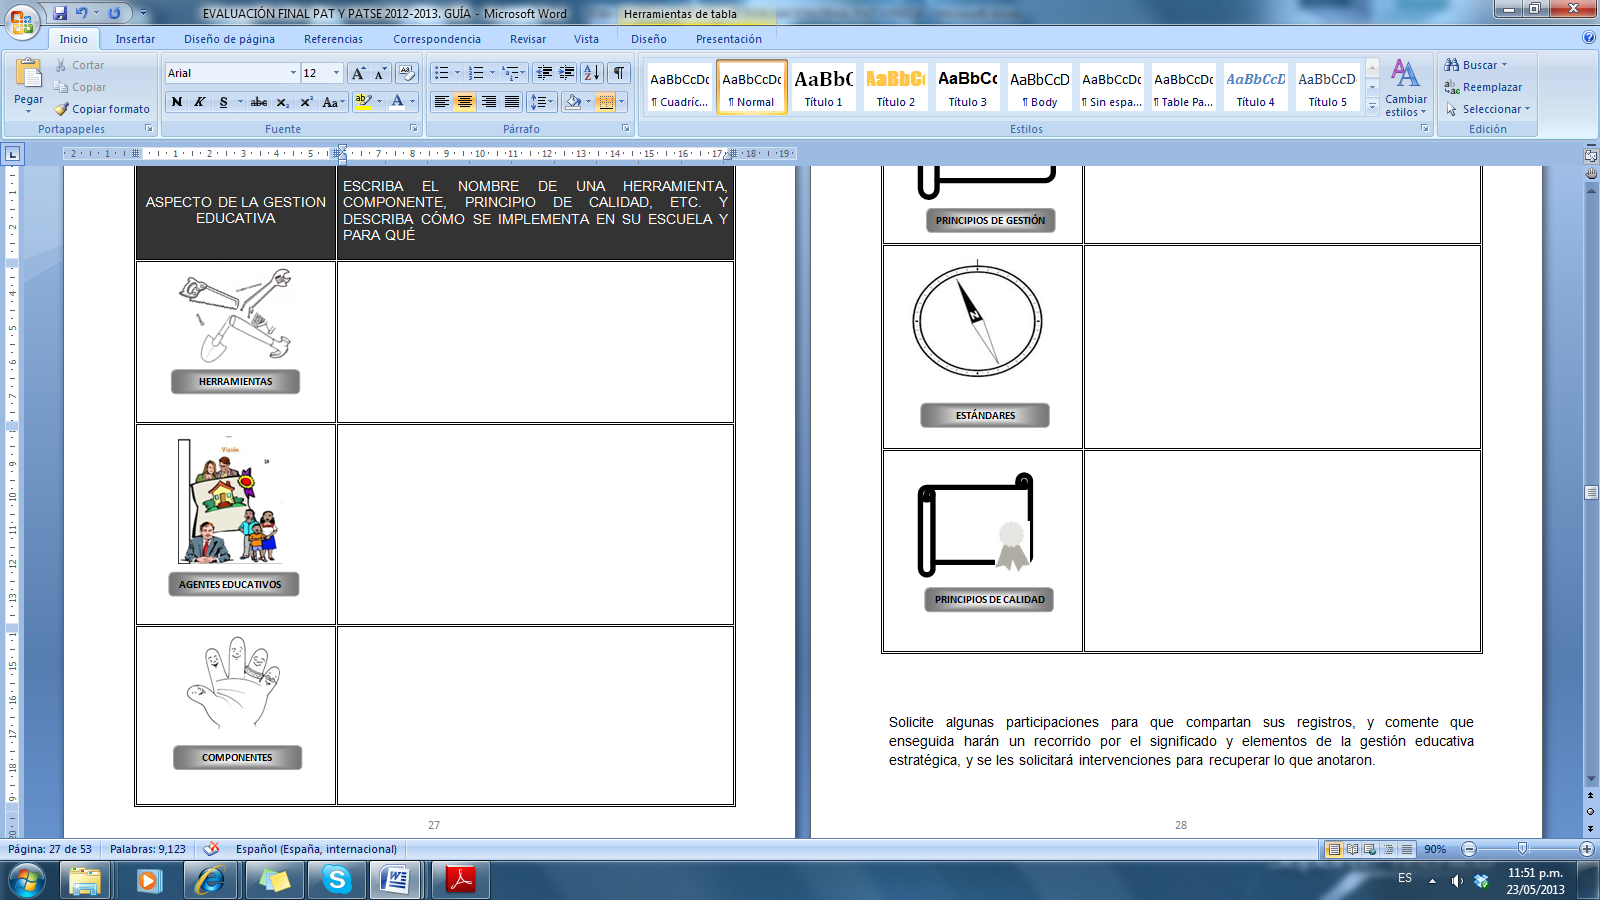 EVALUACIÓN FINAL PAT Y PATSE 2012-2013. GUÍA - Microsoft Word
Herramientas de tabla
Inicio Insertar Diseño de página Referencias Correspondencia Revisar Vista Diseño Presentación
Pegar
Cortar
Copiar
Copiar formato
Portapapeles
Arial 12
N K S abc x₂ x² Aa
Fuente
Párrafo
AaBbCcDc AaBbCcDc AaBbC AaBbC AaBbCc AaBbCcD AaBbCcDc AaBbCcDc AaBbCcD AaBbCcD
¶ Cuadríc... ¶ Normal Título 1 Título 2 Título 3 ¶ Body ¶ Sin espa... ¶ Table Pa... Título 4 Título 5
Estilos
Cambiar estilos
Buscar
Reemplazar
Seleccionar
Edición
ASPECTO DE LA GESTION
EDUCATIVA
ESCRIBA EL NOMBRE DE UNA HERRAMIENTA,
COMPONENTE, PRINCIPIO DE CALIDAD, ETC. Y
DESCRIBA CÓMO SE IMPLEMENTA EN SU ESCUELA Y
PARA QUÉ
HERRAMIENTAS
Visión
AGENTES EDUCATIVOS
COMPONENTES
27
PRINCIPIOS DE GESTIÓN
ESTÁNDARES
PRINCIPIOS DE CALIDAD
Solicite algunas participaciones para que compartan sus registros, y comente que
enseguida harán un recorrido por el significado y elementos de la gestión educativa
estratégica, y se les solicitará intervenciones para recuperar lo que anotaron.
28
Página: 27 de 53 Palabras: 9,123 Español (España, internacional) 90%
ES
11:51 p.m.
23/05/2013